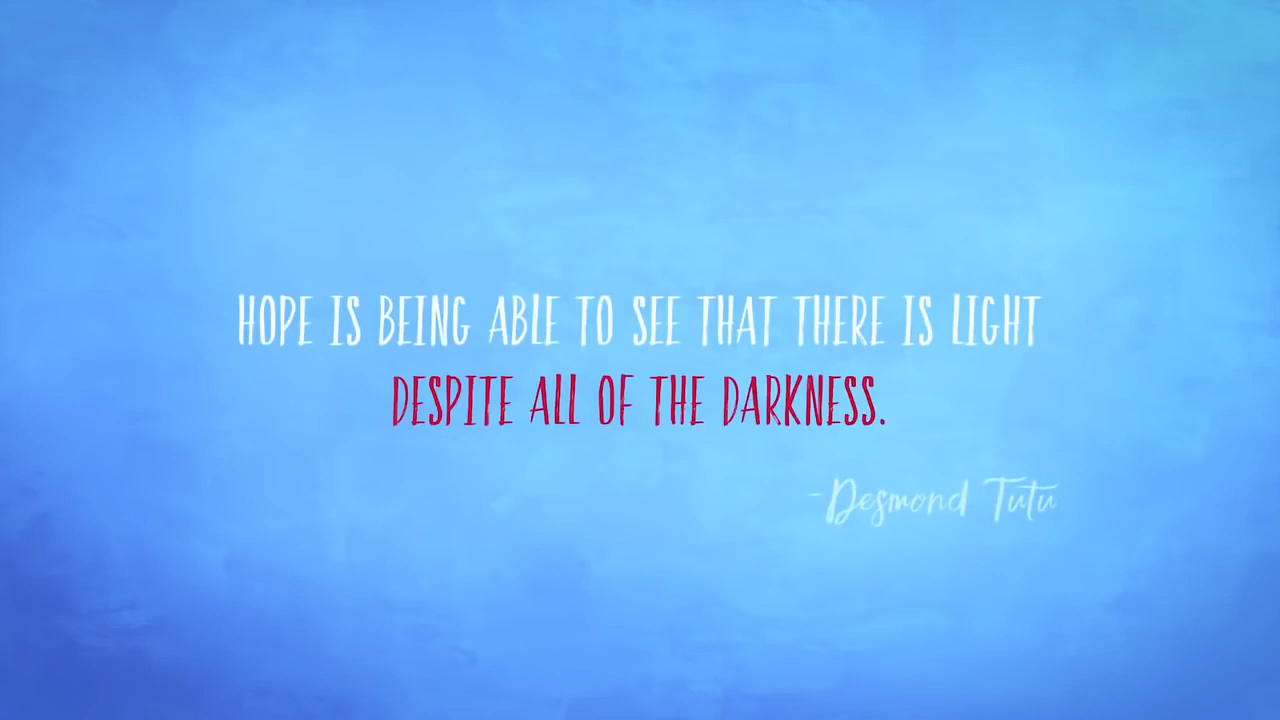 HOPE IS BEING ABLE TO SEE THAT THERE IS LIGHT
DESPITE ALL OF THE DARKNESS.
-Desmond Tutu